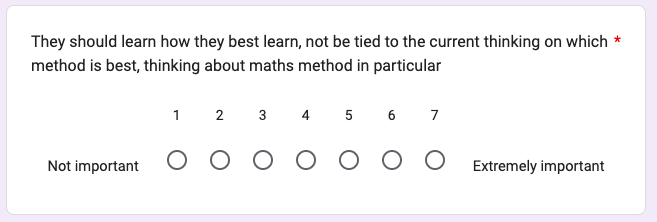 They should learn how they best learn, not be tied to the current thinking on which *
method is best, thinking about maths method in particular
1 2 3 4 5 6 7
Not important Extremely important